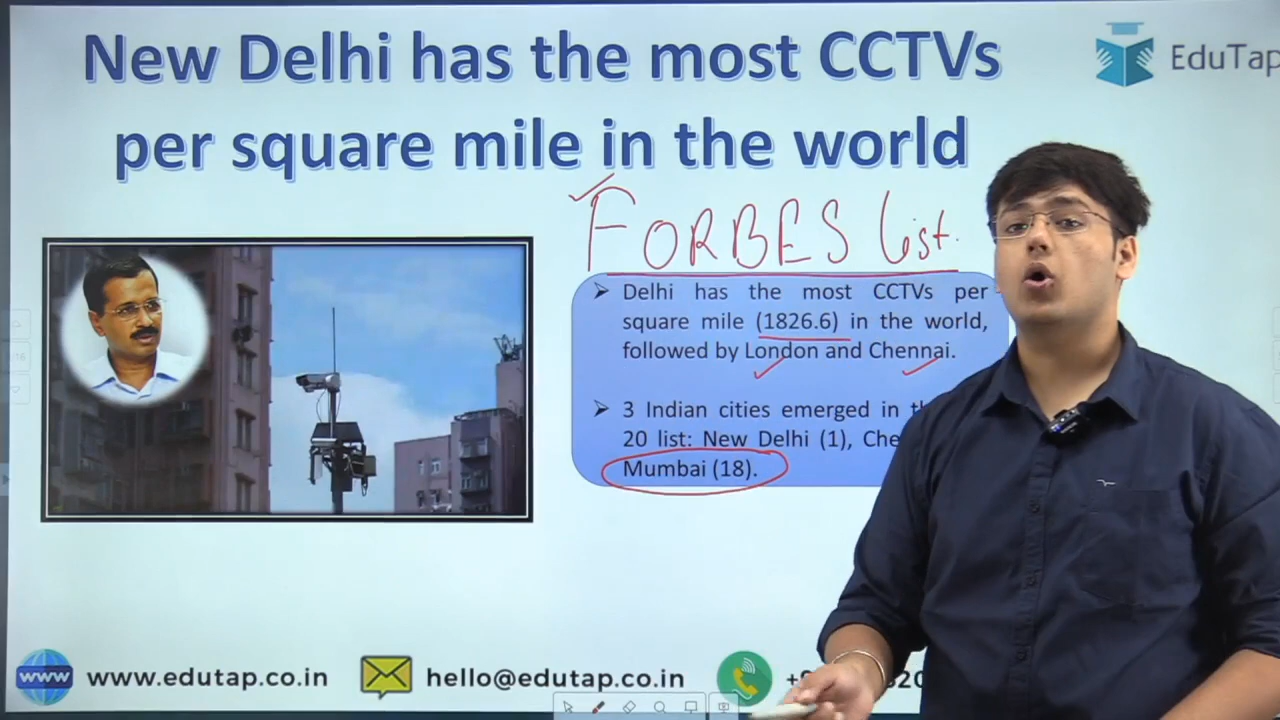 New Delhi has the most CCTVs
per square mile in the world
EduTap
FORBES List.
➢ Delhi has the most CCTVs per
square mile (1826.6) in the world,
followed by London and Chennai.
➢ 3 Indian cities emerged in
20 list: New Delhi (1),
Mumbai (18).
www
www.edutap.co.in
hello@edutap.co.in